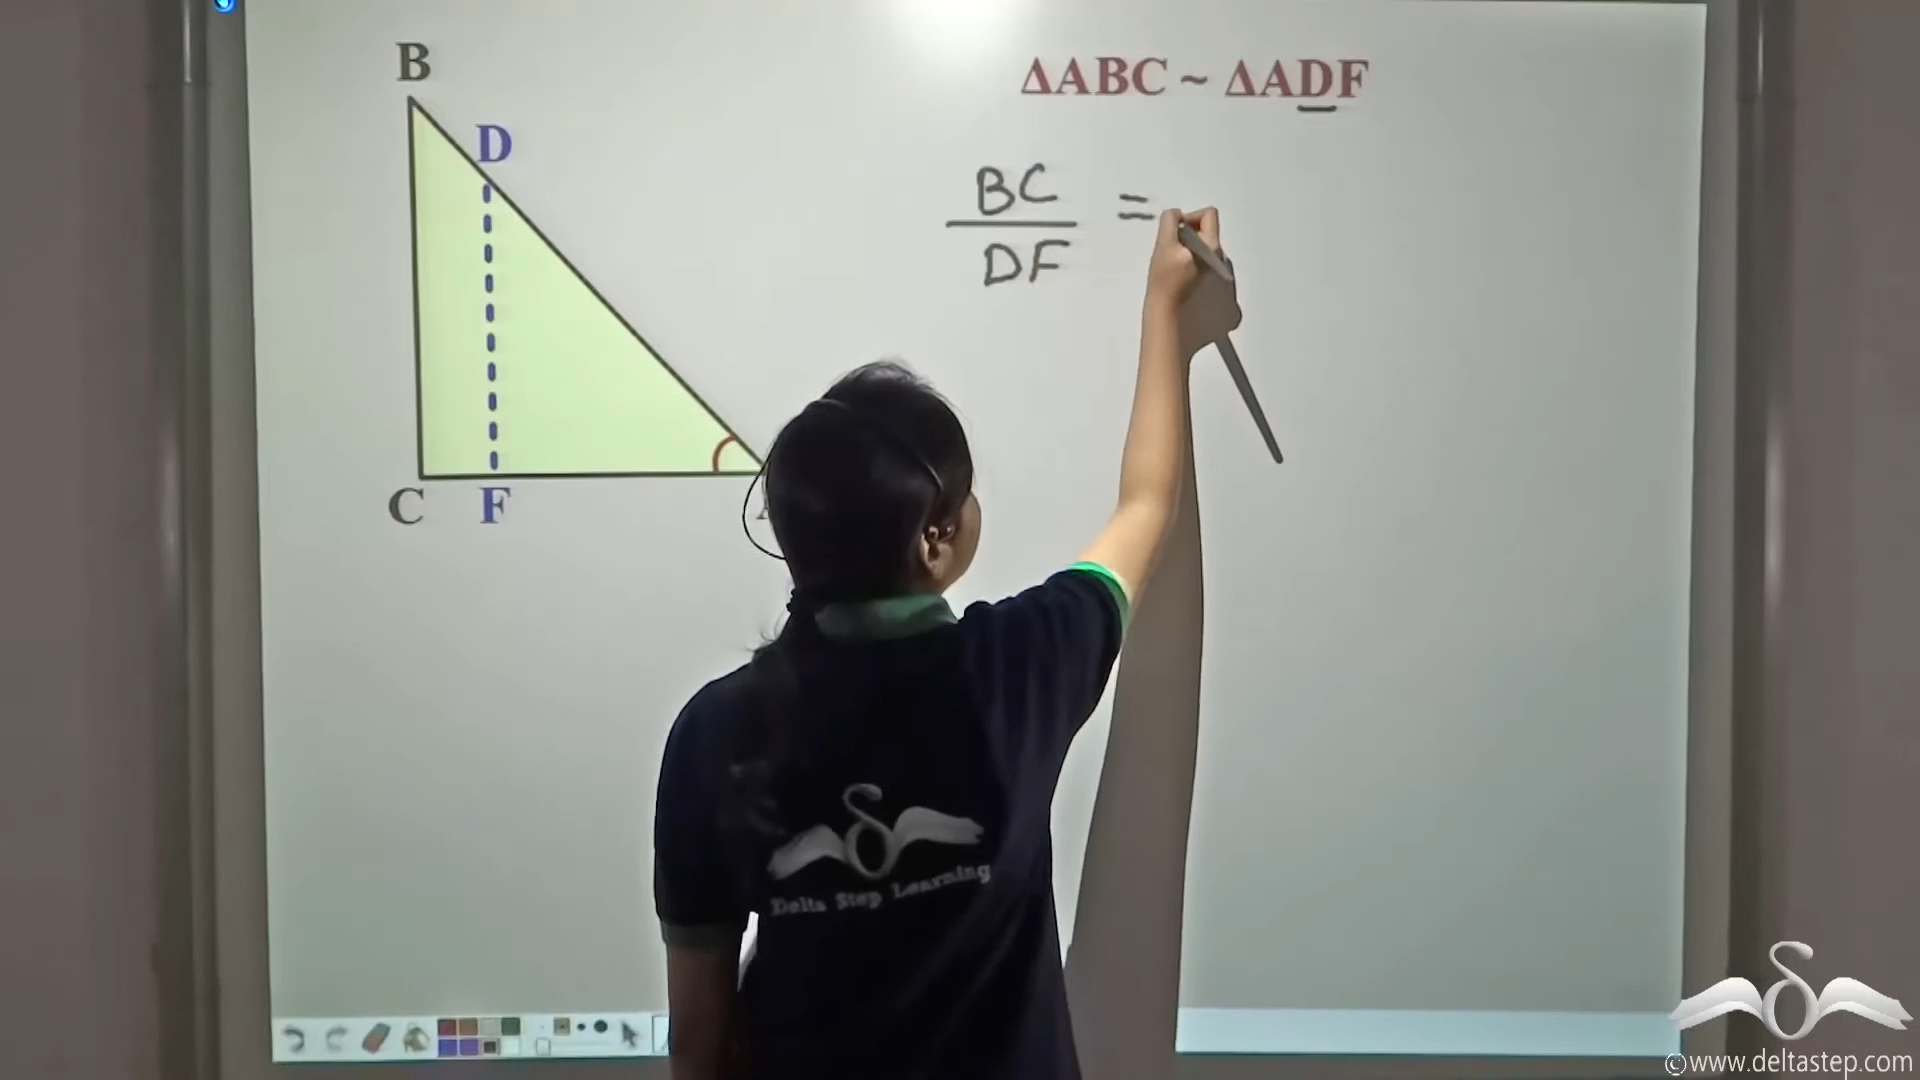 B
ΔABC ~ ΔADF
D
BC
=
DF
C
F
Delta Step Learning
©www.deltastep.com